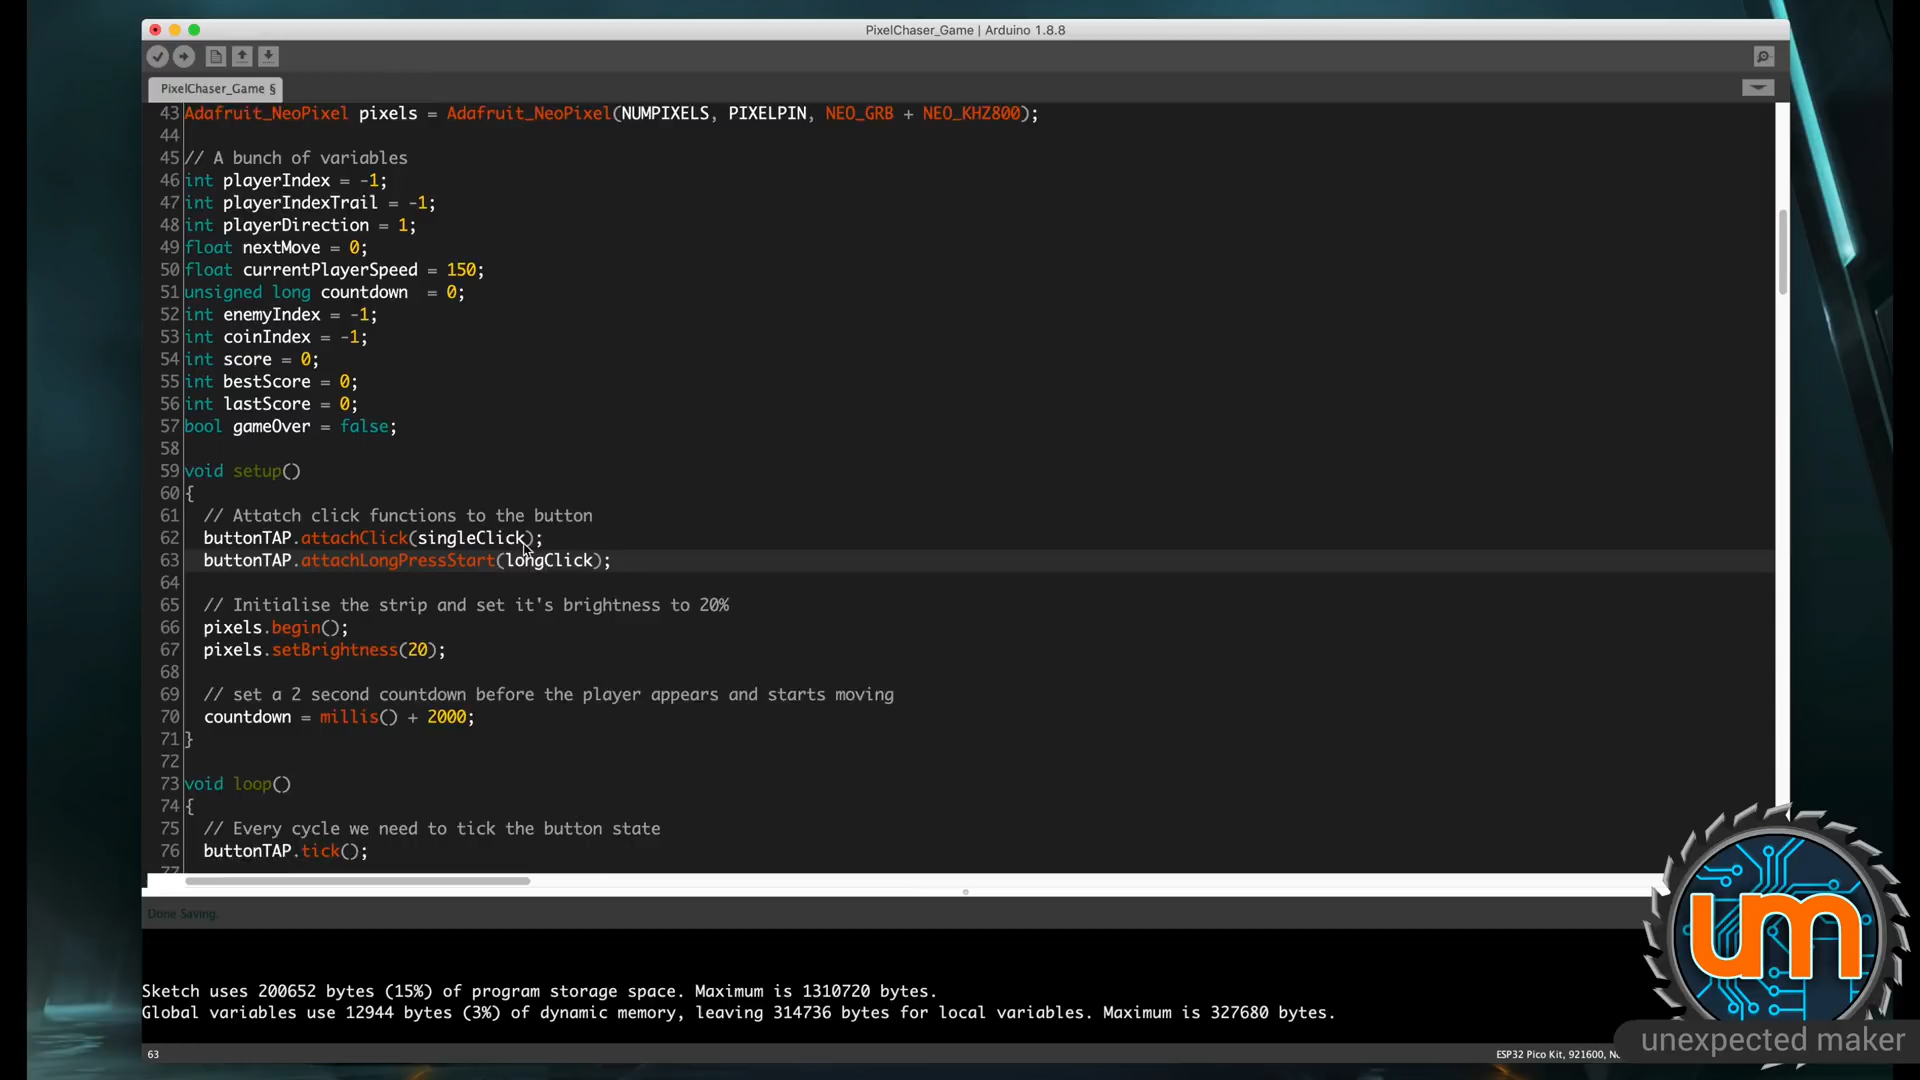 PixelChaser_Game | Arduino 1.8.8
PixelChaser_Game §
43 Adafruit_NeoPixel pixels = Adafruit_NeoPixel(NUMPIXELS, PIXELPIN, NEO_GRB + NEO_KHZ800);
44
45 // A bunch of variables
46 int playerIndex = -1;
47 int playerIndexTrail = -1;
48 int playerDirection = 1;
49 float nextMove = 0;
50 float currentPlayerSpeed = 150;
51 unsigned long countdown  = 0;
52 int enemyIndex = -1;
53 int coinIndex = -1;
54 int score = 0;
55 int bestScore = 0;
56 int lastScore = 0;
57 bool gameOver = false;
58
59 void setup()
60 {
61   // Attatch click functions to the button
62   buttonTAP.attachClick(singleClick);
63   buttonTAP.attachLongPressStart(longClick);
64
65   // Initialise the strip and set it's brightness to 20%
66   pixels.begin();
67   pixels.setBrightness(20);
68
69   // set a 2 second countdown before the player appears and starts moving
70   countdown = millis() + 2000;
71 }
72
73 void loop()
74 {
75   // Every cycle we need to tick the button state
76   buttonTAP.tick();
77
Done Saving.
Sketch uses 200652 bytes (15%) of program storage space. Maximum is 1310720 bytes.
Global variables use 12944 bytes (3%) of dynamic memory, leaving 314736 bytes for local variables. Maximum is 327680 bytes.
um
unexpected maker
63
ESP32 Pico Kit, 921600,